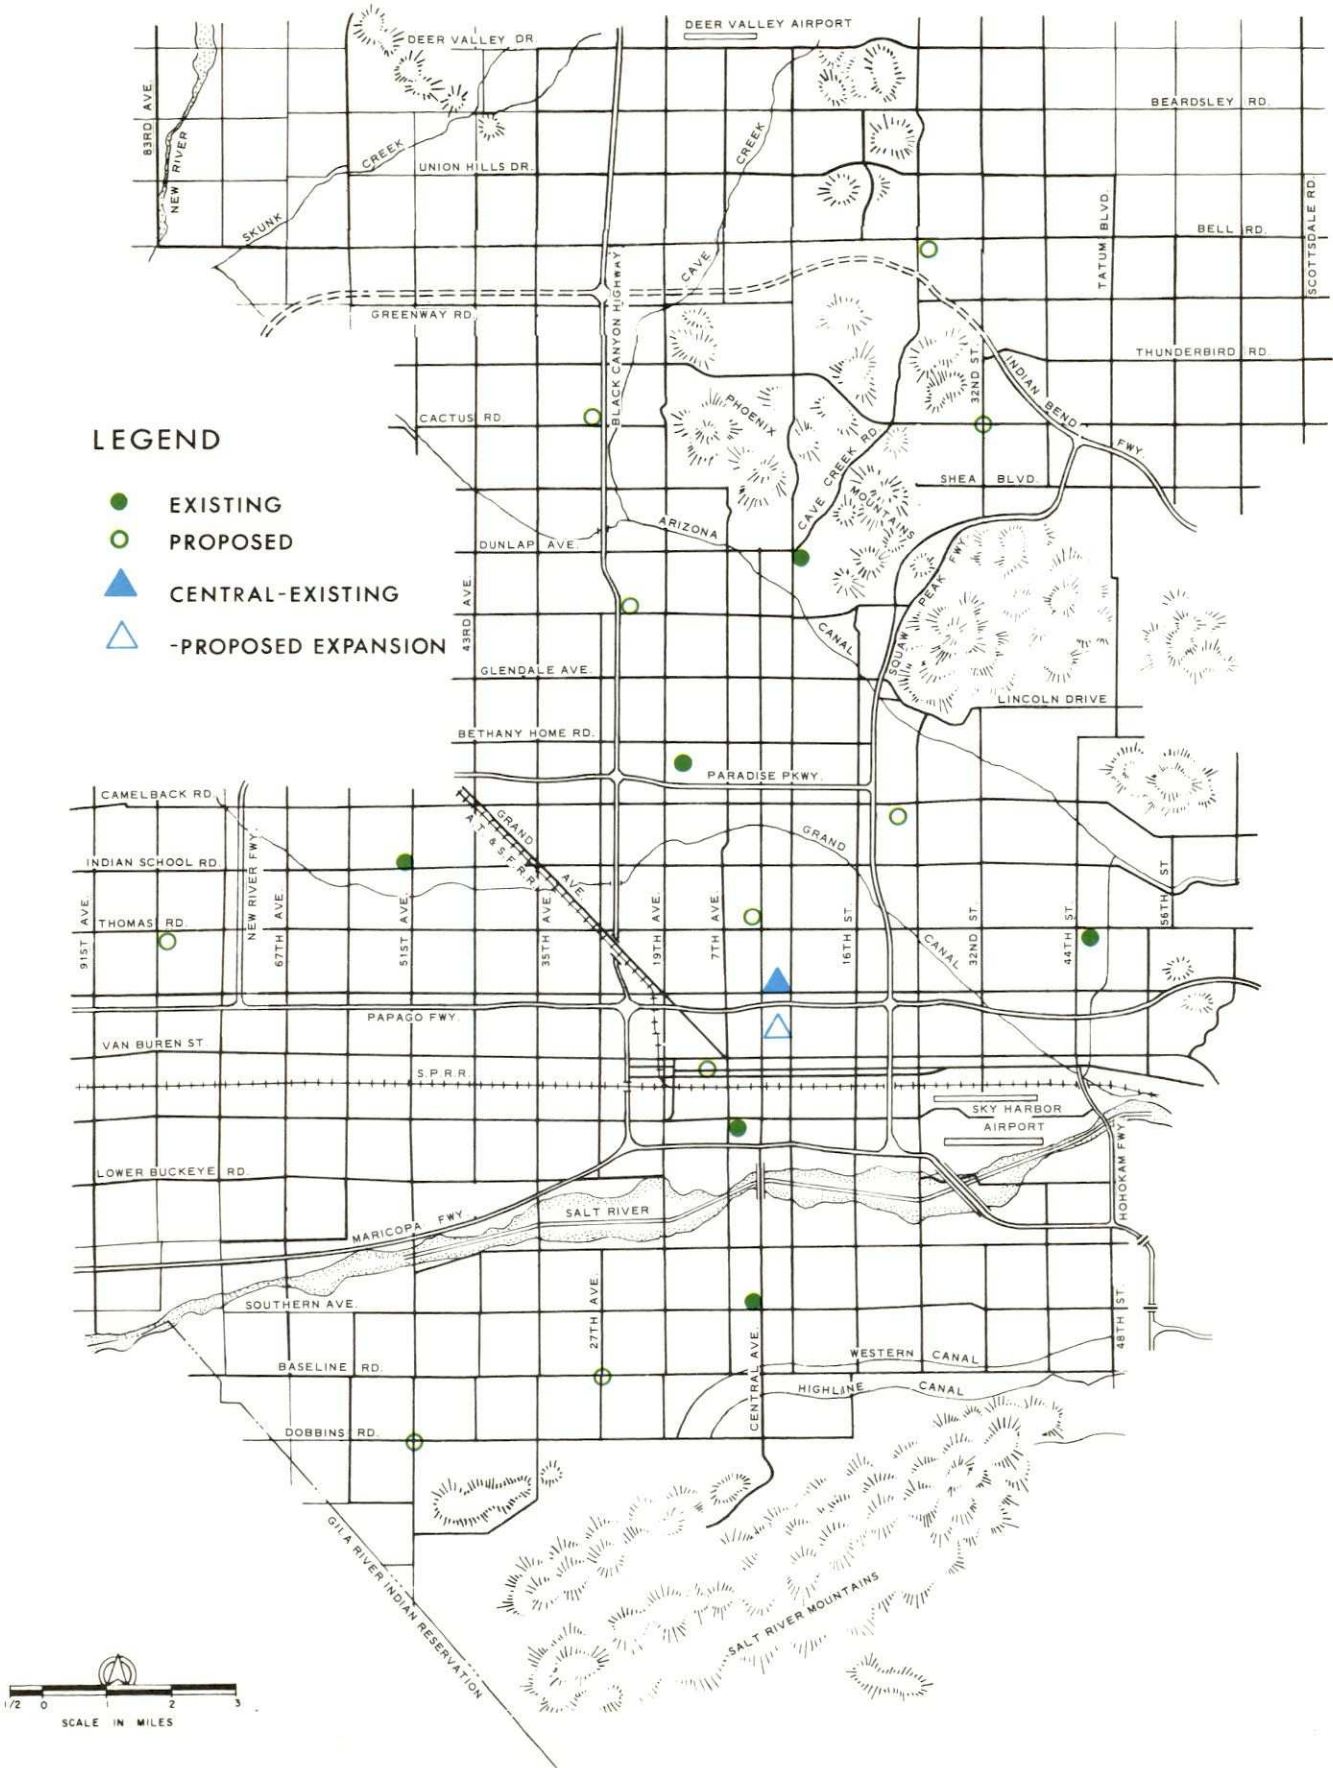 DEER VALLEY AIRPORT
DEER VALLEY DR.
83RD AVE.
NEW RIVER
BEARDSLEY RD.
CREEK
UNION HILLS DR.
SKUNK
CREEK
CAVE
TATUM BLVD.
SCOTTSDALE RD.
BELL RD.
BLACK CANYON HIGHWAY
GREENWAY RD.
32ND ST.
THUNDERBIRD RD.
INDIAN BEND FWY.
CACTUS RD.
PHOENIX
MOUNTAINS
CAVE CREEK RD.
SHEA BLVD.
LEGEND
EXISTING
PROPOSED
CENTRAL-EXISTING
-PROPOSED EXPANSION
ARIZONA
CANAL
DUNLAP AVE.
43RD AVE.
SQUAW PEAK FWY.
GLENDALE AVE.
LINCOLN DRIVE
BETHANY HOME RD.
PARADISE PKWY.
CAMELBACK RD.
GRAND AVE.
A.T. & S.F. R.R.
GRAND
CANAL
INDIAN SCHOOL RD.
NEW RIVER FWY.
THOMAS RD.
91ST AVE.
67TH AVE.
51ST AVE.
35TH AVE.
19TH AVE.
7TH AVE.
16TH ST.
32ND ST.
44TH ST.
56TH ST
PAPAGO FWY.
VAN BUREN ST.
S.P.R.R.
SKY HARBOR
AIRPORT
LOWER BUCKEYE RD.
HOHOKAM FWY.
MARICOPA FWY.
SALT RIVER
SOUTHERN AVE.
27TH AVE.
CENTRAL AVE.
48TH ST.
BASELINE RD.
WESTERN CANAL
HIGHLINE CANAL
DOBBINS RD.
GILA RIVER INDIAN RESERVATION
SALT RIVER MOUNTAINS
1/2 0 1 2 3
SCALE IN MILES